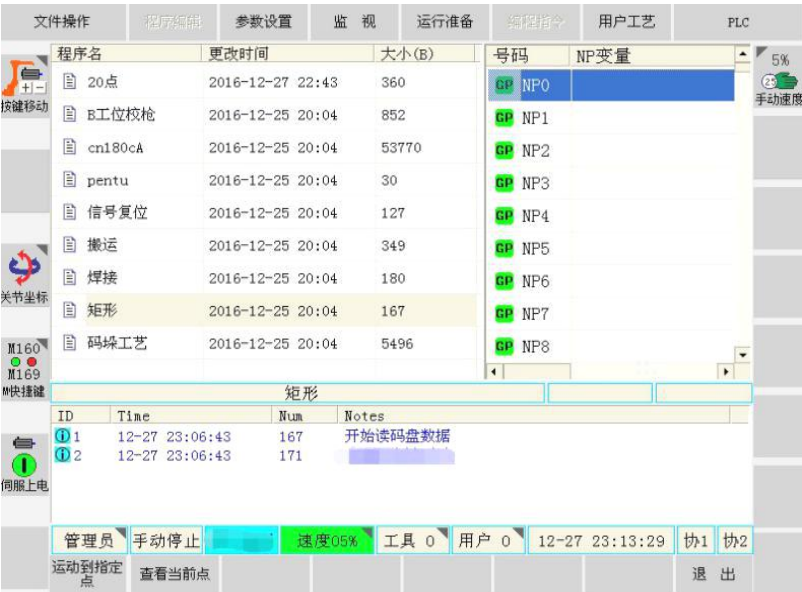 文件操作 程序编辑 参数设置 监 视 运行准备 编程指令 用户工艺 PLC
程序名 更改时间 大小(B) 号码 NP变量
按键移动
5%
手动速度
20点 2016-12-27 22:43 360 GP NP0
B工位校枪 2016-12-25 20:04 852 GP NP1
cn180cA 2016-12-25 20:04 53770 GP NP2
pentu 2016-12-25 20:04 30 GP NP3
信号复位 2016-12-25 20:04 127 GP NP4
搬运 2016-12-25 20:04 349 GP NP5
关节坐标
焊接 2016-12-25 20:04 180 GP NP6
矩形 2016-12-25 20:04 167 GP NP7
码垛工艺 2016-12-25 20:04 5496 GP NP8
M160
M169
M快捷键
矩形
ID Time Num Notes
1 12-27 23:06:43 167 开始读码盘数据
2 12-27 23:06:43 171
伺服上电
管理员 手动停止 速度05% 工具 0 用户 0 12-27 23:13:29 协1 协2
运动到指定点 查看当前点 退 出